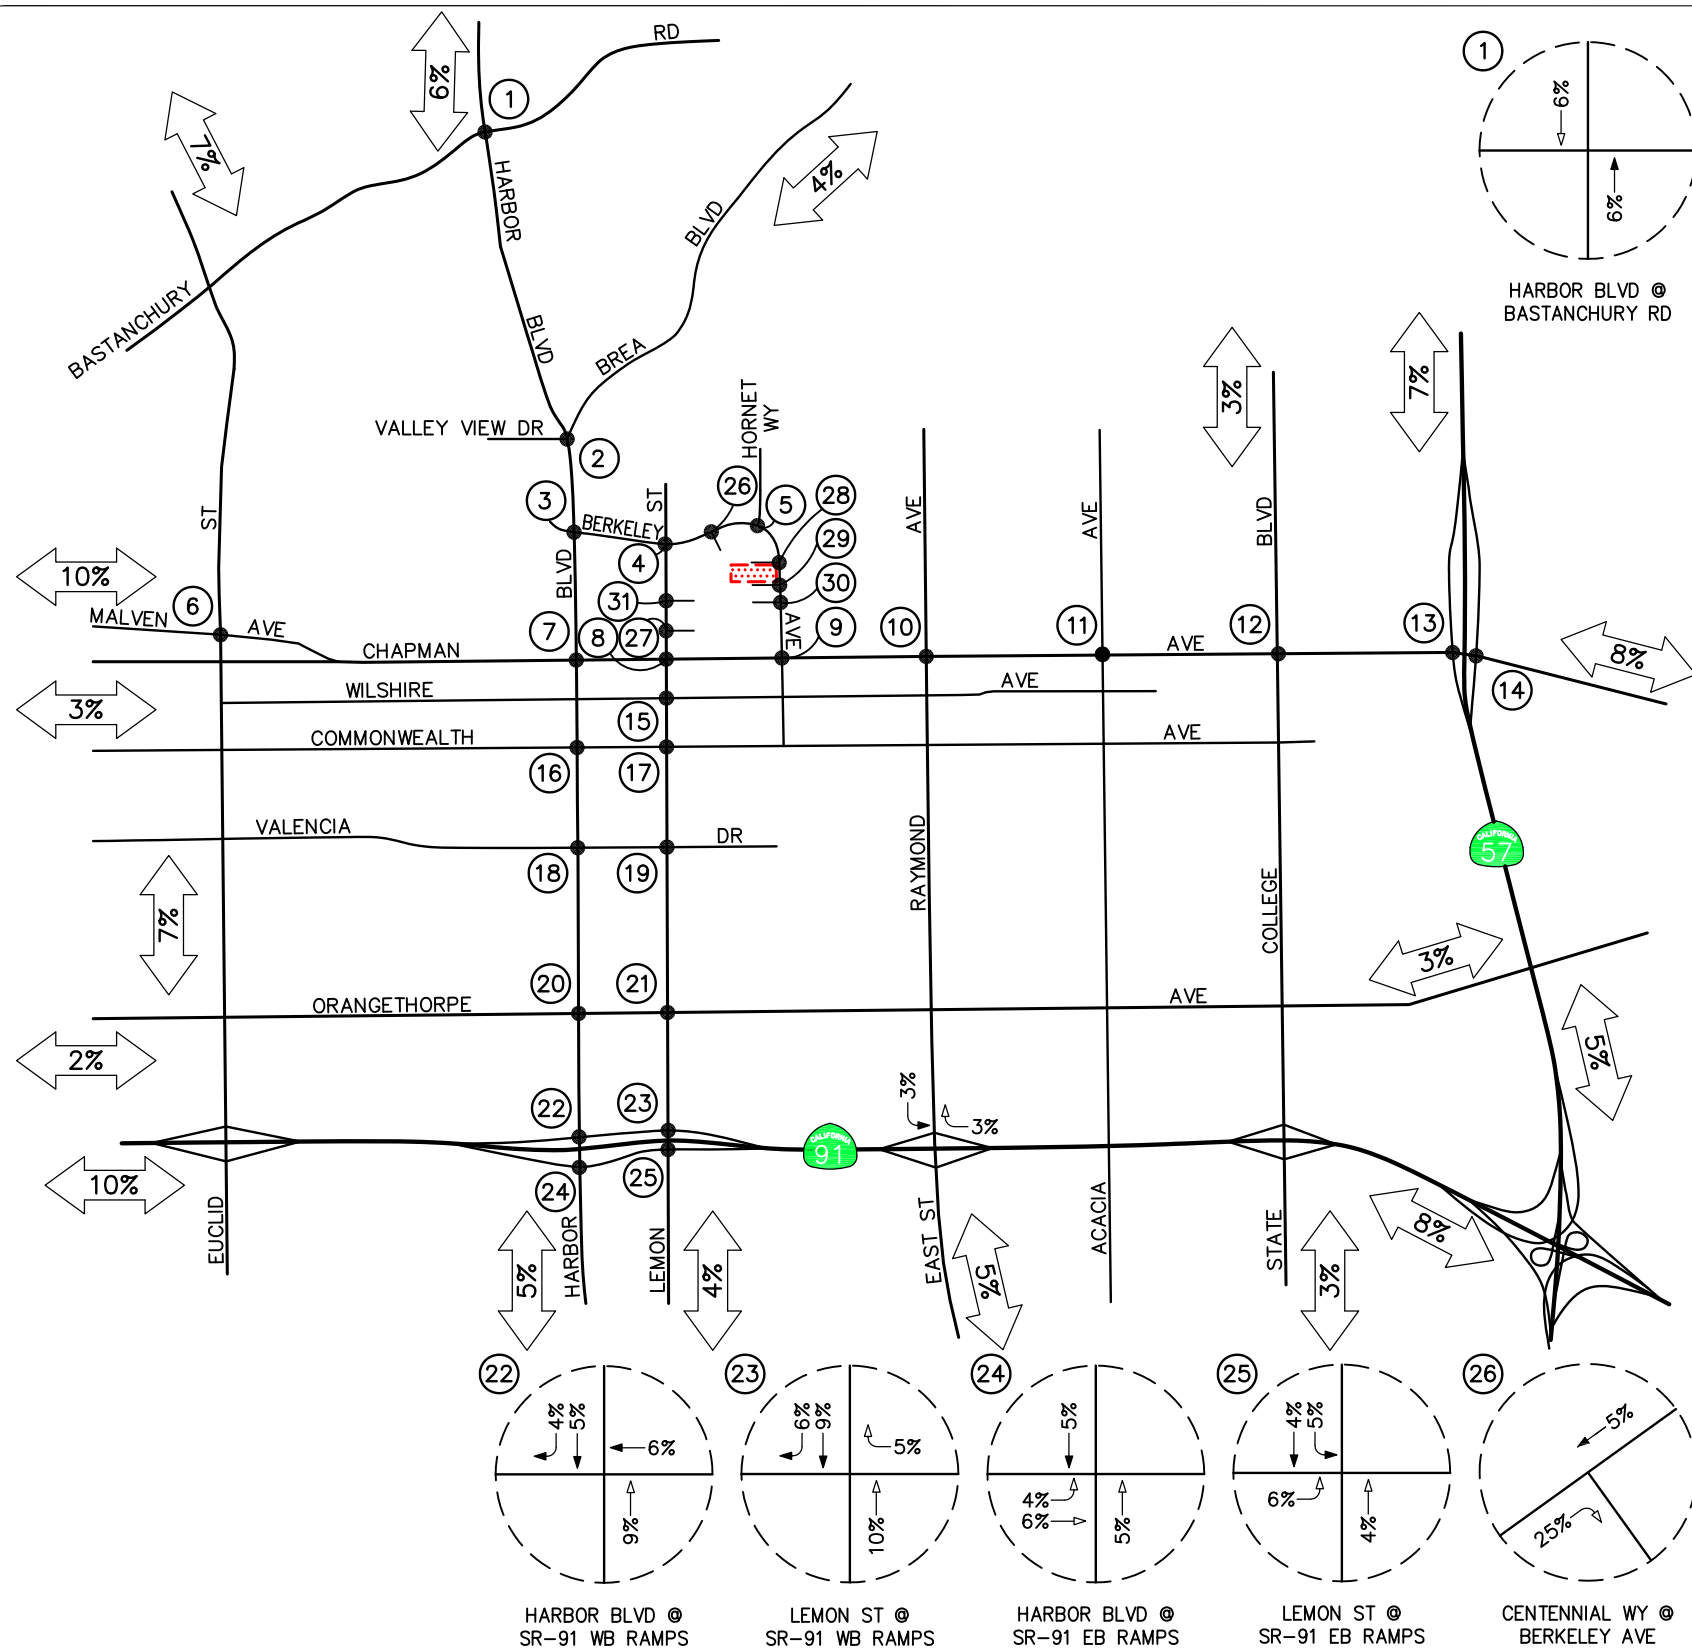 RD
6%
1
1
6%
6%
7%
HARBOR
4%
BLVD
HARBOR BLVD @
BASTANCHURY RD
BASTANCHURY
BLVD
BREA
3%
7%
HORNET
WY
VALLEY VIEW DR
2
26
5
28
3
ST
BERKELEY
ST
AVE
AVE
BLVD
4
29
10%
BLVD
31
30
6
MALVEN
AVE
7
8
27
AVE
9
10
11
12
13
CHAPMAN
AVE
8%
WILSHIRE
AVE
14
3%
15
COMMONWEALTH
AVE
16
17
VALENCIA
DR
CALIFORNIA
57
18
19
RAYMOND
COLLEGE
7%
3%
20
21
ORANGETHORPE
AVE
2%
5%
22
23
3%
3%
CALIFORNIA
91
10%
24
25
EUCLID
HARBOR
LEMON
EAST ST
ACACIA
STATE
8%
5%
4%
5%
3%
22
23
24
25
26
4%
5%
6%
9%
6%
9%
5%
10%
5%
4%
6%
5%
4%
5%
6%
4%
5%
25%
HARBOR BLVD @
SR-91 WB RAMPS
LEMON ST @
SR-91 WB RAMPS
HARBOR BLVD @
SR-91 EB RAMPS
LEMON ST @
SR-91 EB RAMPS
CENTENNIAL WY @
BERKELEY AVE